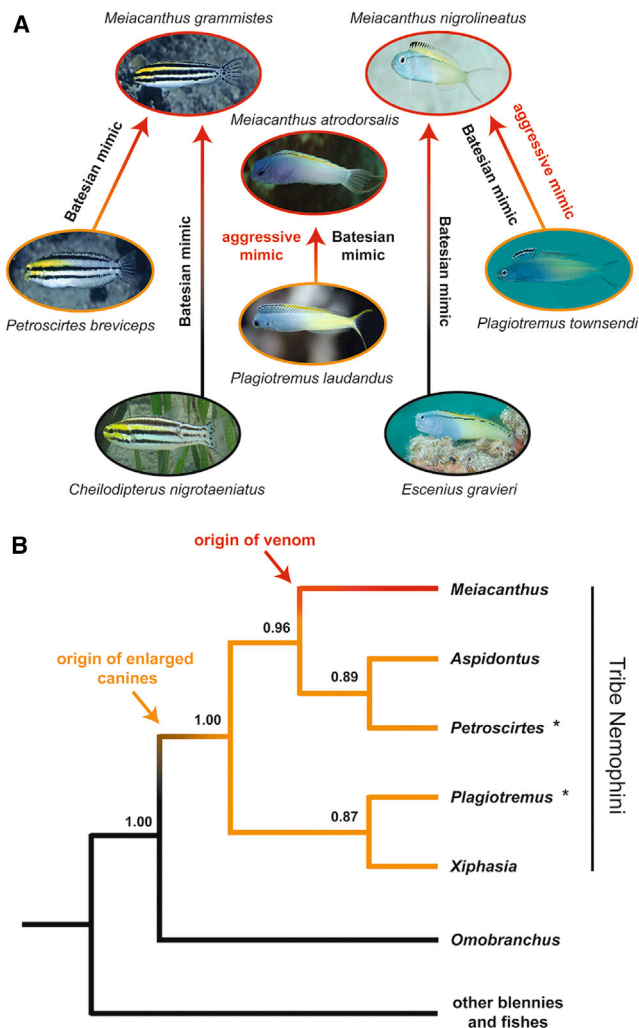 A
Meiacanthus grammistes
Meiacanthus nigrolineatus
Meiacanthus atrodorsalis
Batesian mimic
Batesian mimic
aggressive
mimic
Batesian
mimic
Batesian mimic
Batesian mimic
aggressive mimic
Petroscirtes breviceps
Plagiotremus laudandus
Plagiotremus townsendi
Cheilodipterus nigrotaeniatus
Escenius gravieri
B
origin of venom
origin of enlarged
canines
0.96
0.89
1.00
0.87
1.00
Meiacanthus
Aspidontus
Petroscirtes *
Plagiotremus *
Xiphasia
Omobranchus
other blennies
and fishes
Tribe Nemophini